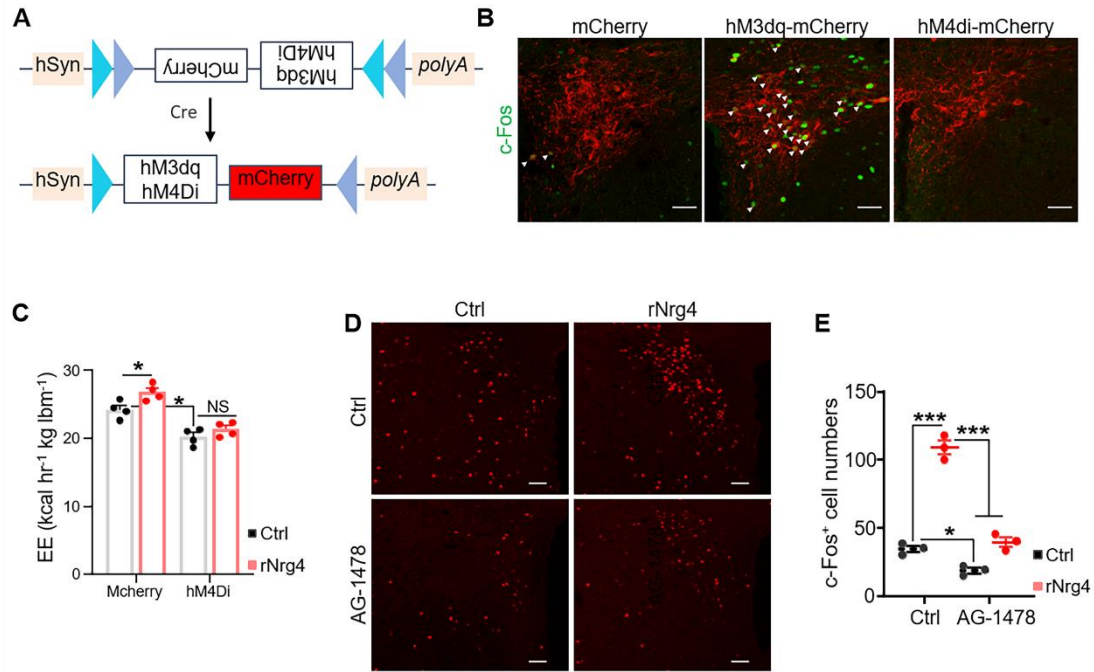 A
hSyn
mCherry
hM3dq
hM4Di
polyA
Cre
hSyn
hM3dq
hM4Di
mCherry
polyA
B
mCherry
hM3dq-mCherry
hM4di-mCherry
c-Fos
C
EE (kcal hr⁻¹ kg lbm⁻¹)
30
20
10
0
*
*
NS
Mcherry
hM4Di
Ctrl
rNrg4
D
Ctrl
rNrg4
Ctrl
AG-1478
E
c-Fos⁺ cell numbers
150
100
50
0
***
***
*
Ctrl
AG-1478
Ctrl
rNrg4